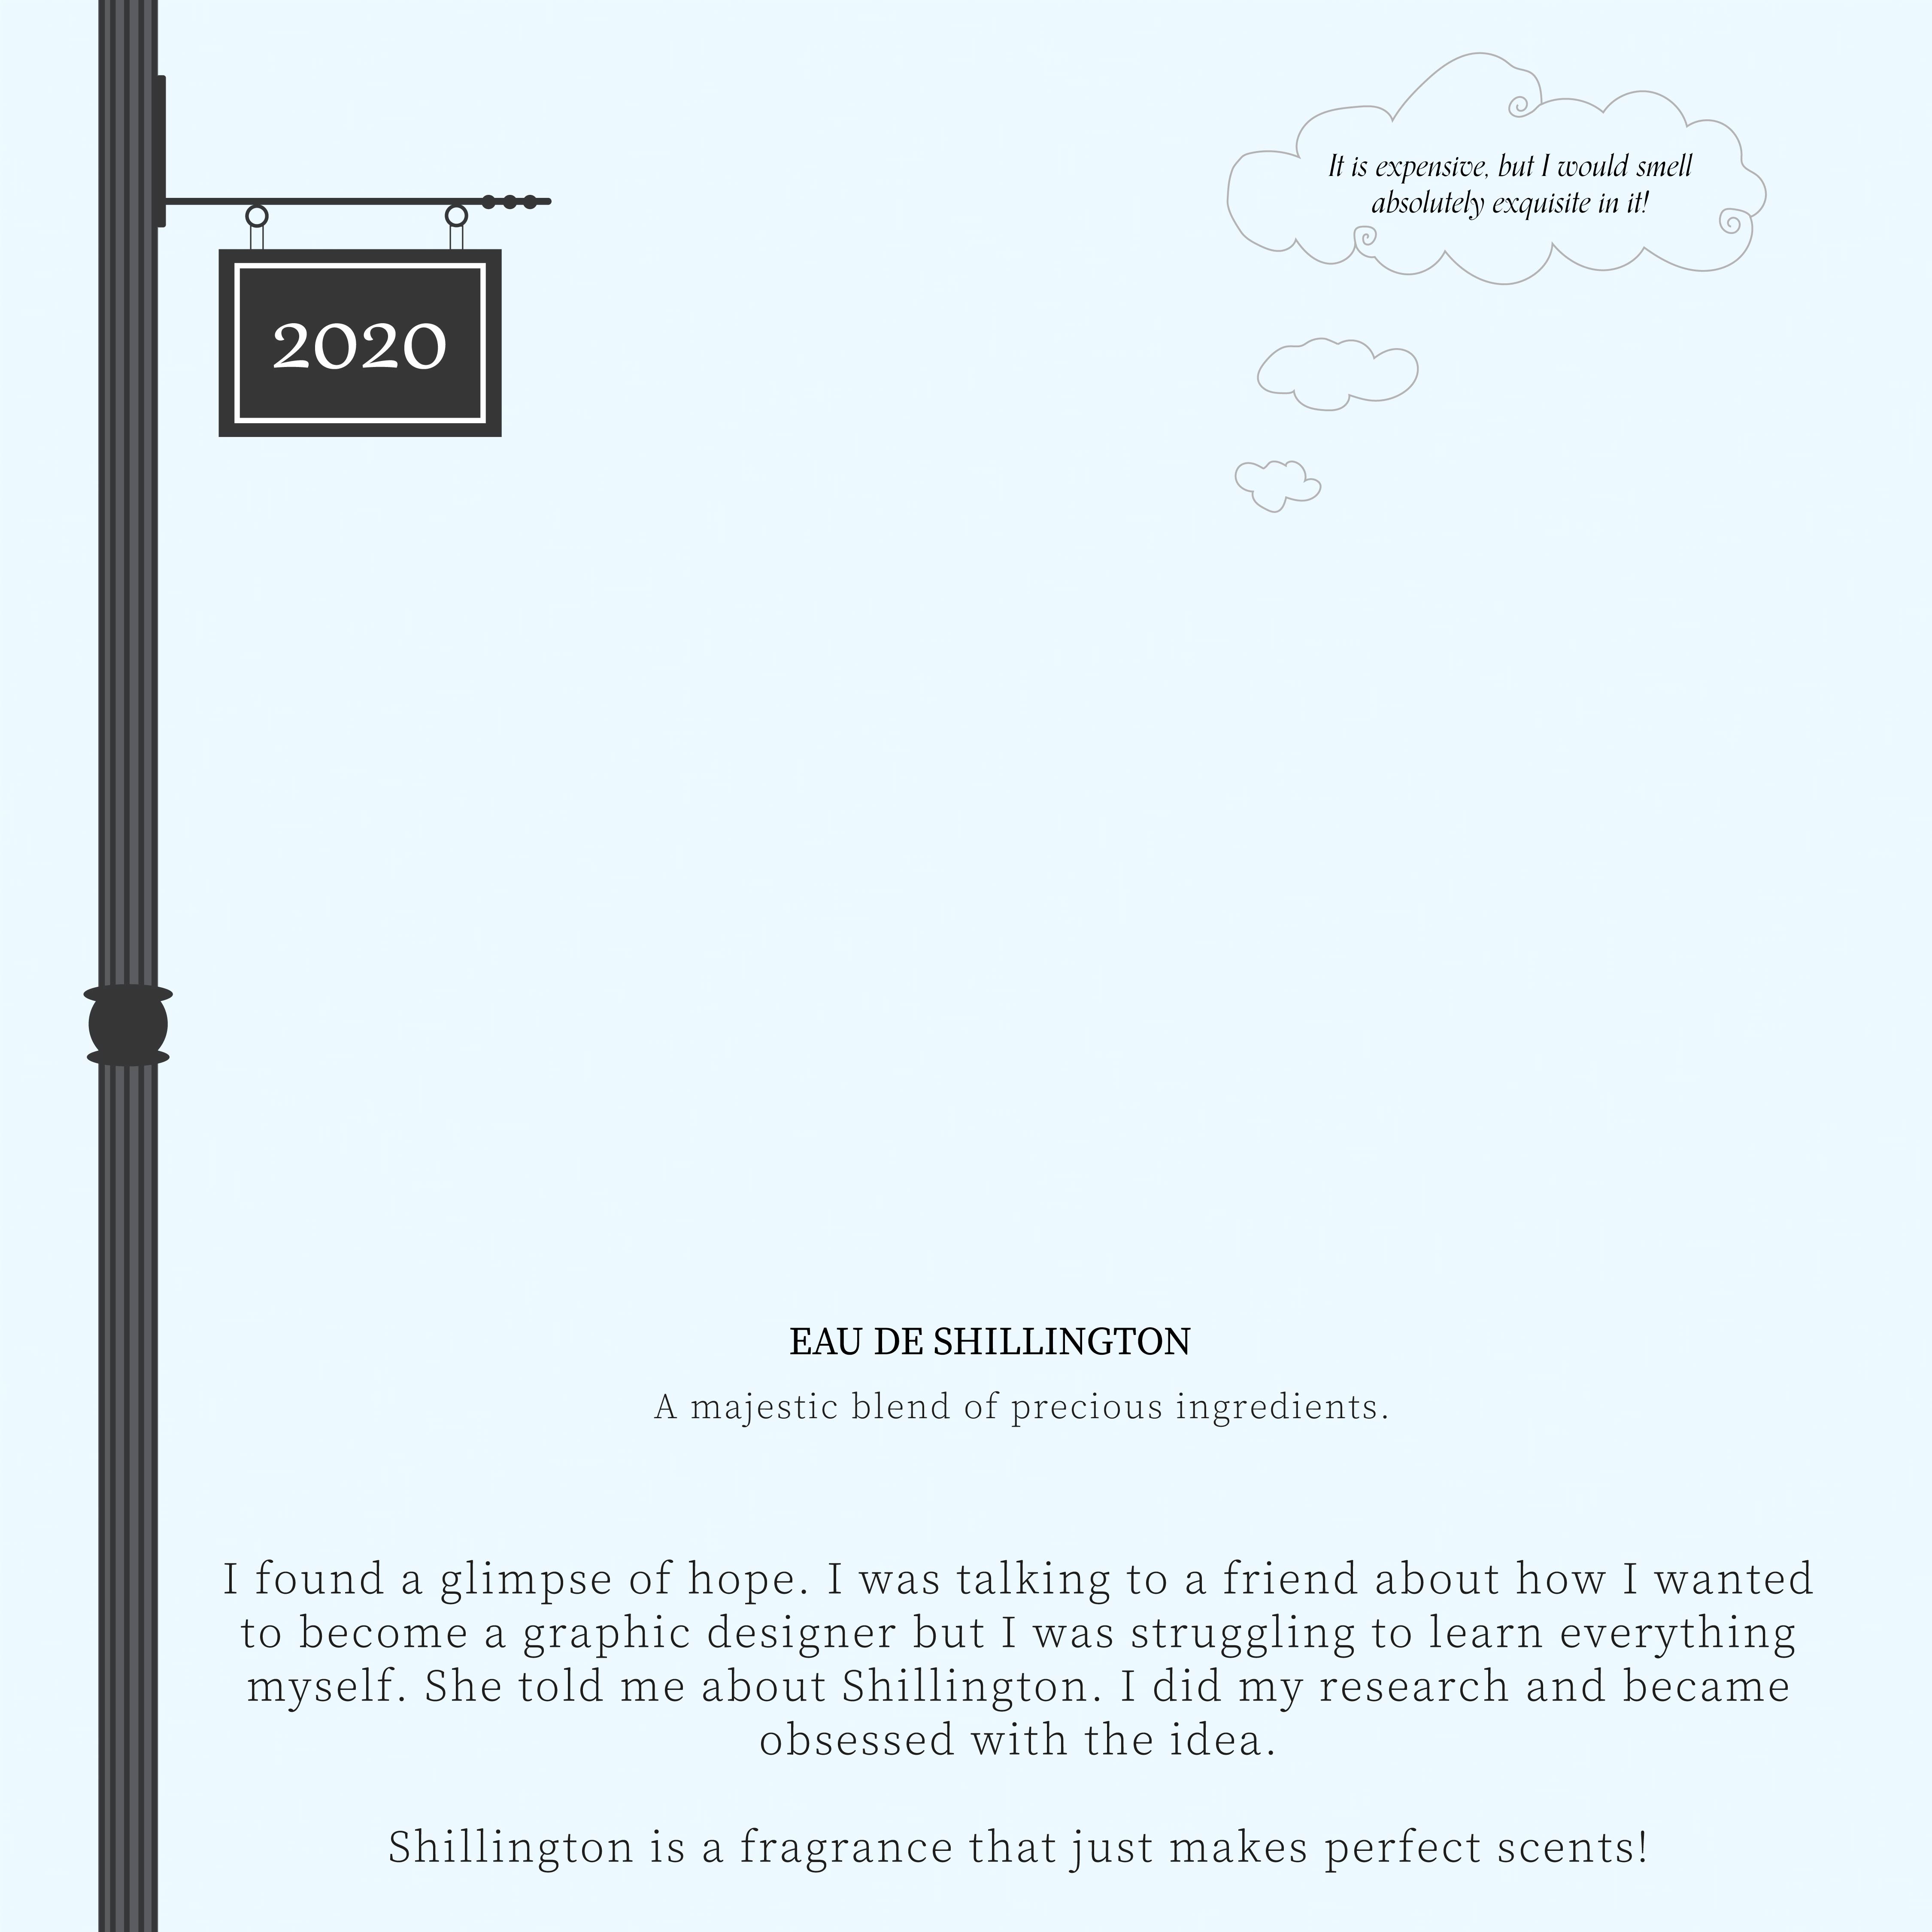 2020
It is expensive, but I would smell
absolutely exquisite in it!
EAU DE SHILLINGTON
A majestic blend of precious ingredients.
I found a glimpse of hope. I was talking to a friend about how I wanted
to become a graphic designer but I was struggling to learn everything
myself. She told me about Shillington. I did my research and became
obsessed with the idea.
Shillington is a fragrance that just makes perfect scents!